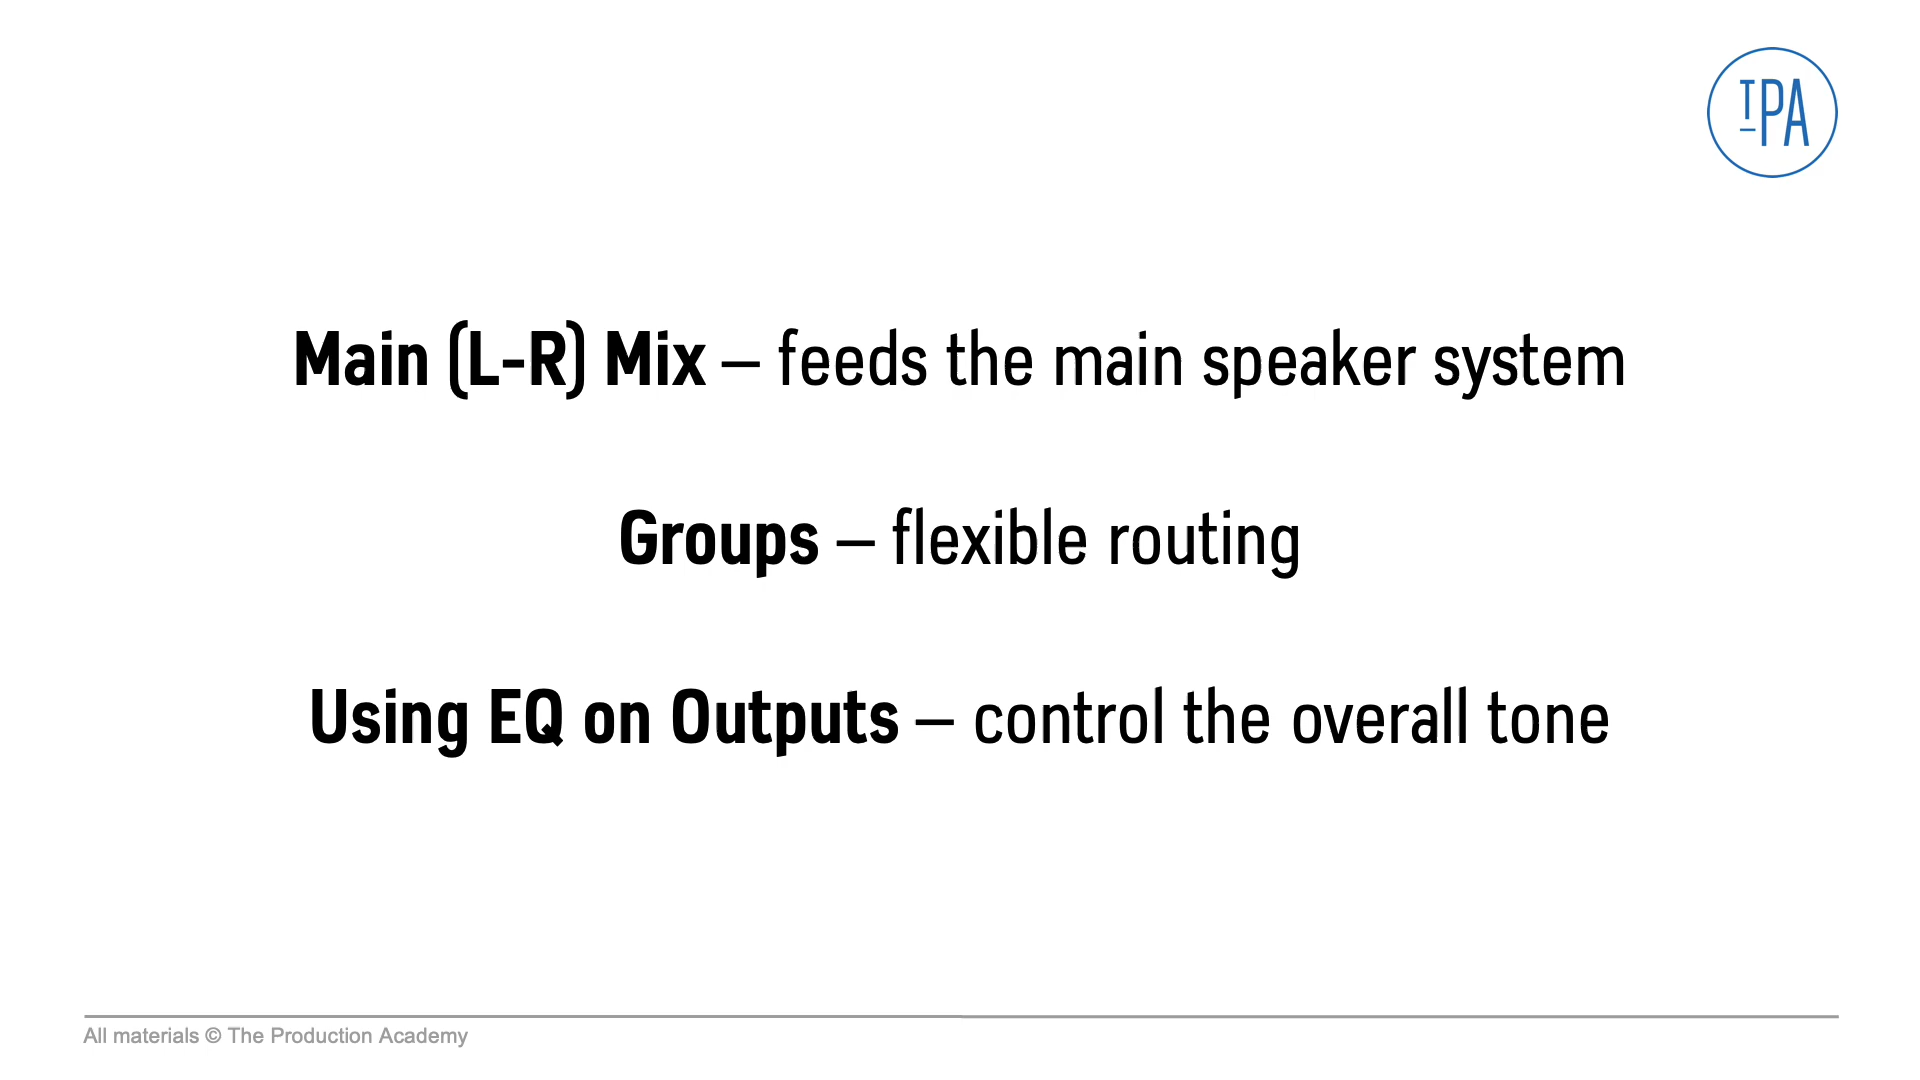 TPA
Main (L-R) Mix – feeds the main speaker system
Groups – flexible routing
Using EQ on Outputs – control the overall tone
All materials © The Production Academy